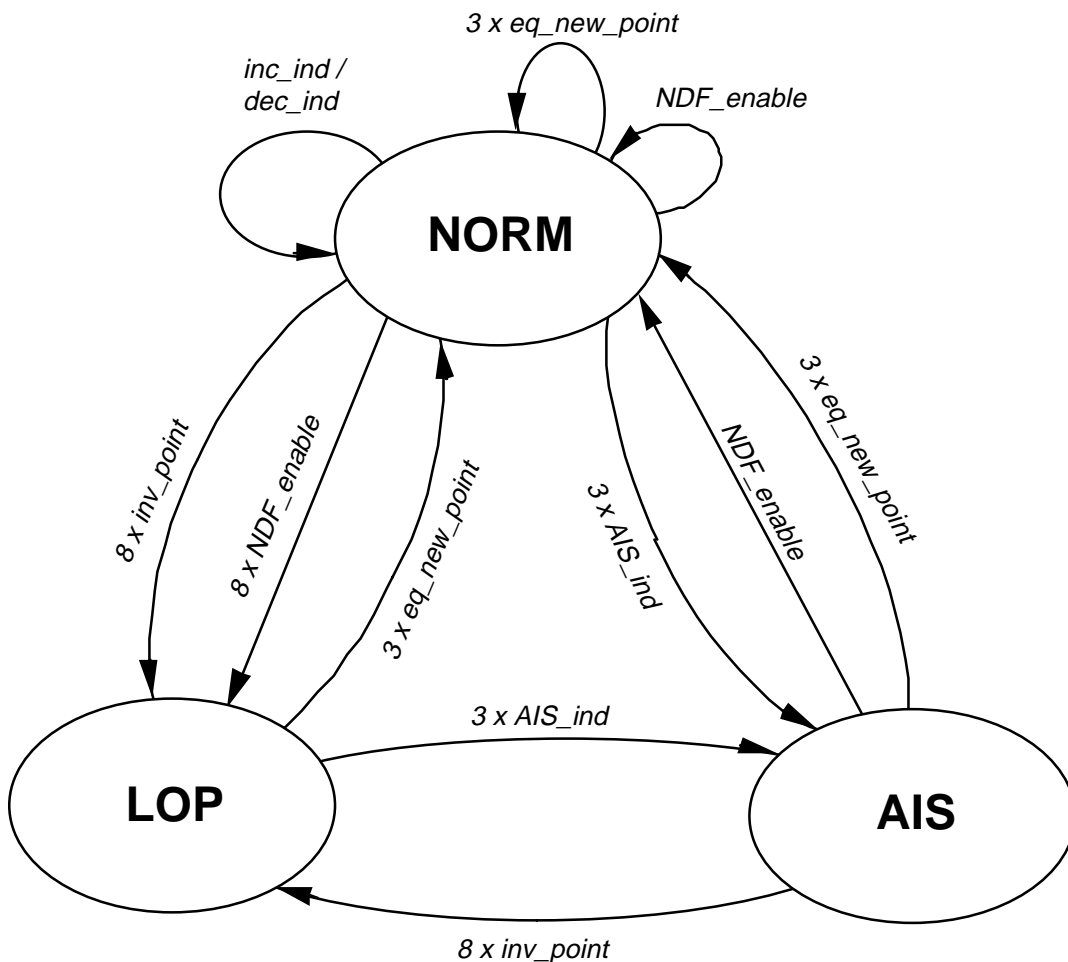 3 x eq_new_point
inc_ind /
dec_ind
NDF_enable
NORM
8 x inv_point
8 x NDF_enable
3 x eq_new_point
3 x AIS_ind
NDF_enable
3 x eq_new_point
3 x AIS_ind
LOP
AIS
8 x inv_point